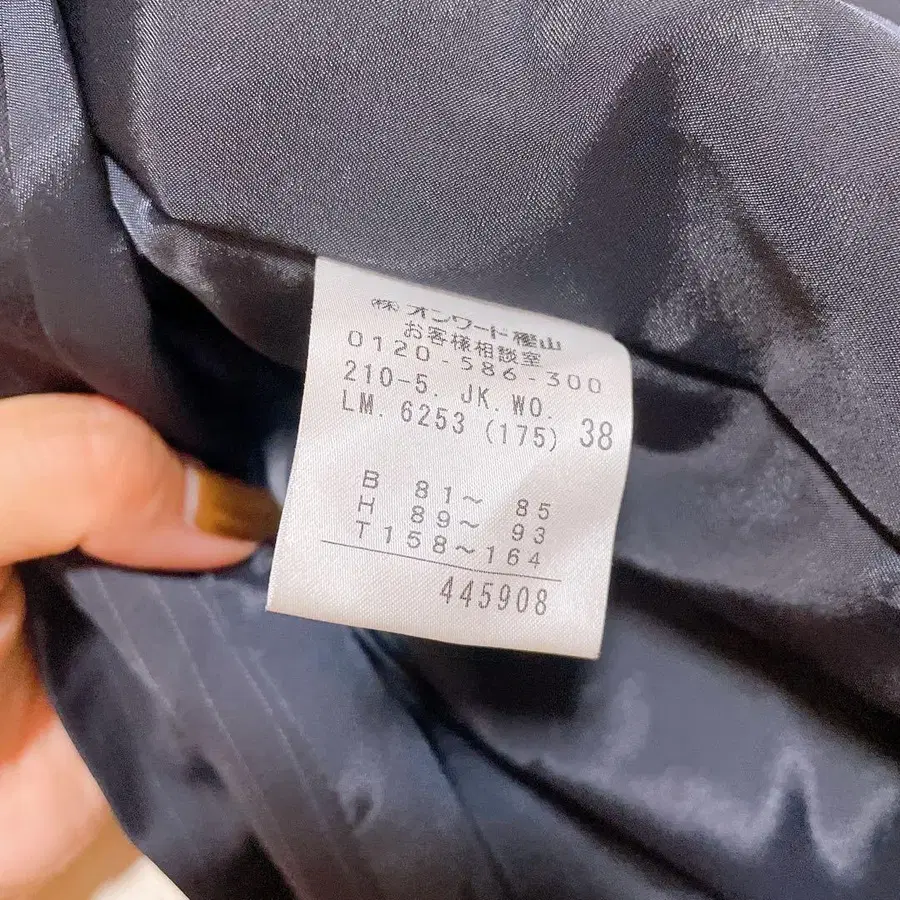 ㈱オンワード樫山
お客様相談室
0120-586-300
210-5. JK. WO.
LM. 6253 (175) 38
B 81～ 85
H 89～ 93
T158～164
445908